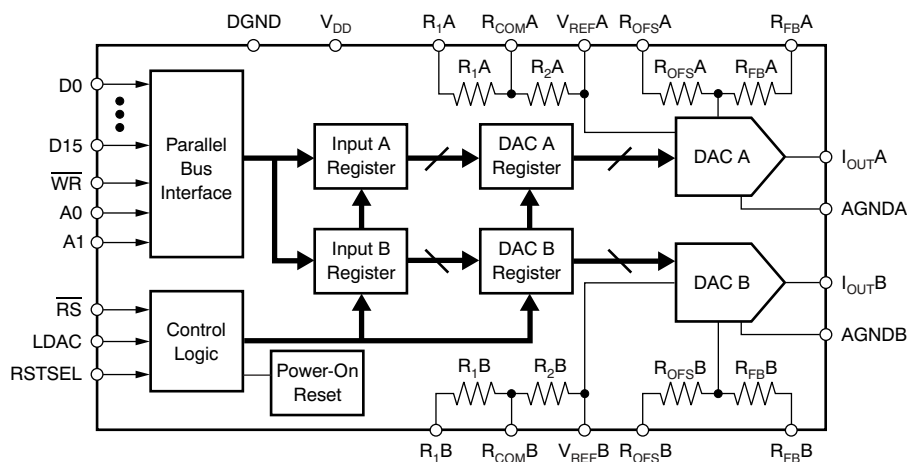 DGND
V_DD
R_1A
R_COMA
V_REFA
R_OFSA
R_FBA
D0
D15
W̅R̅
A0
A1
Parallel
Bus
Interface
Input A
Register
DAC A
Register
R_1A
R_2A
R_OFSA
R_FBA
DAC A
I_OUTA
AGNDA
Input B
Register
DAC B
Register
DAC B
I_OUTB
AGNDB
R̅S̅
LDAC
RSTSEL
Control
Logic
Power-On
Reset
R_1B
R_2B
R_OFSB
R_FBB
R_1B
R_COMB
V_REFB
R_OFSB
R_FBB